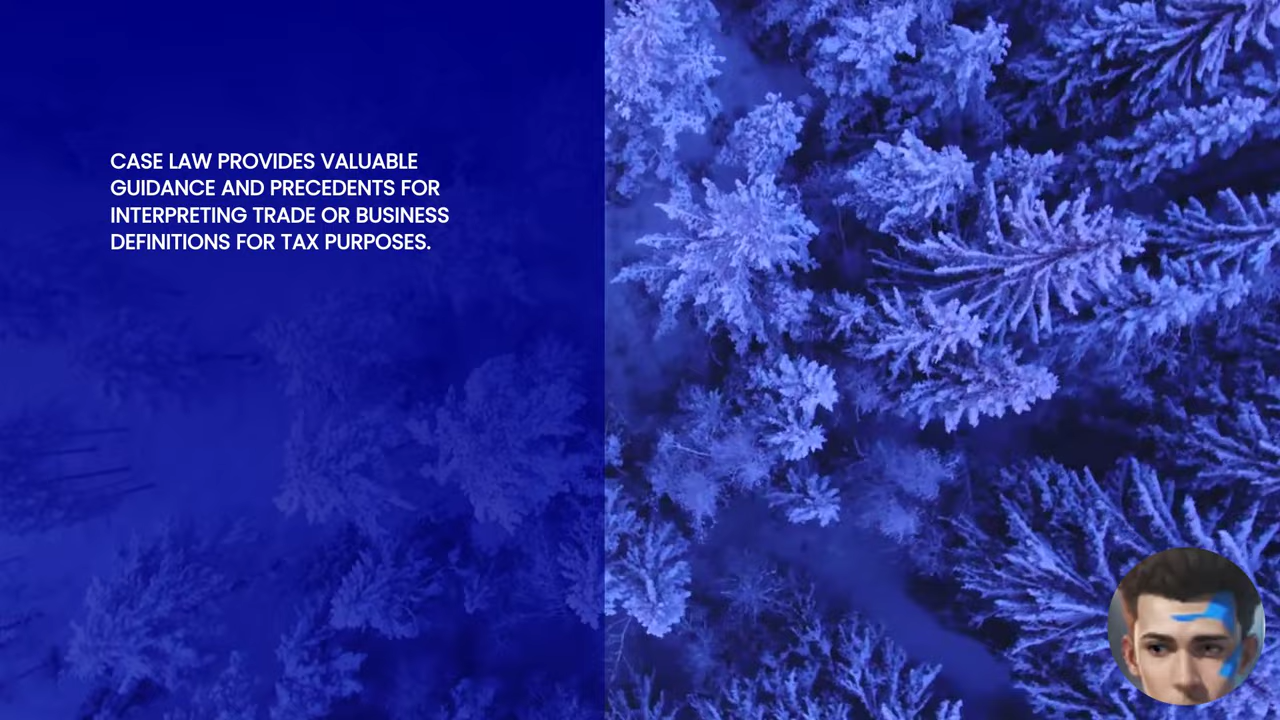 CASE LAW PROVIDES VALUABLE
GUIDANCE AND PRECEDENTS FOR
INTERPRETING TRADE OR BUSINESS
DEFINITIONS FOR TAX PURPOSES.